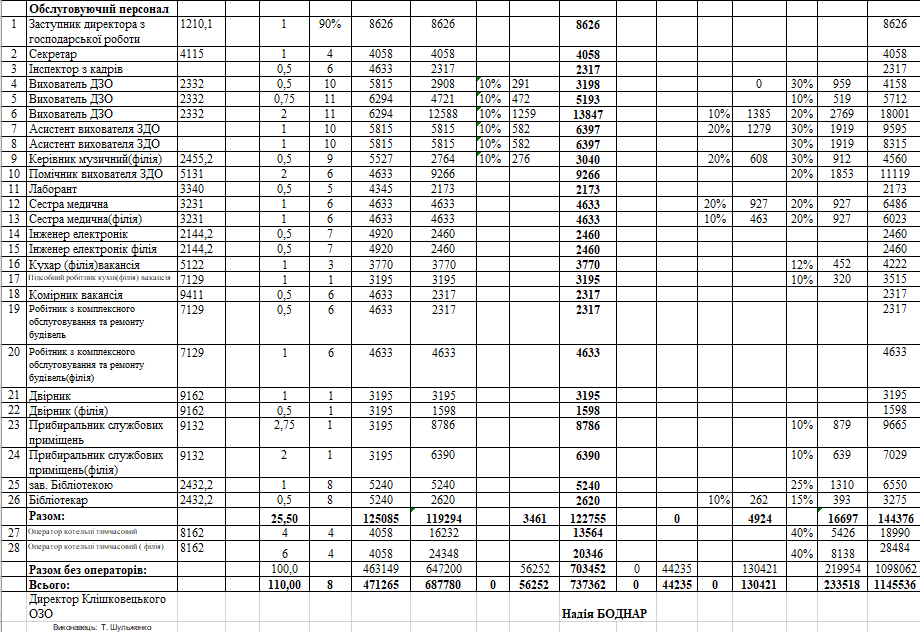 Обслуговуючий персонал
1 Заступник директора з 1210,1 1 90% 8626 8626 8626 8626
господарської роботи
2 Секретар 4115 1 4 4058 4058 4058 4058
3 Інспектор з кадрів 0,5 6 4633 2317 2317 2317
4 Вихователь ДЗО 2332 0,5 10 5815 2908 10% 291 3198 0 30% 959 4158
5 Вихователь ДЗО 2332 0,75 11 6294 4721 10% 472 5193 10% 519 5712
6 Вихователь ДЗО 2332 2 11 6294 12588 10% 1259 13847 10% 1385 20% 2769 18001
7 Асистент вихователя ЗДО 1 10 5815 5815 10% 582 6397 20% 1279 30% 1919 9595
8 Асистент вихователя ЗДО 1 10 5815 5815 10% 582 6397 30% 1919 8315
9 Керівник музичний(філія) 2455,2 0,5 9 5527 2764 10% 276 3040 20% 608 30% 912 4560
10 Помічник вихователя ЗДО 5131 2 6 4633 9266 9266 20% 1853 11119
11 Лаборант 3340 0,5 5 4345 2173 2173 2173
12 Сестра медична 3231 1 6 4633 4633 4633 20% 927 20% 927 6486
13 Сестра медична(філія) 3231 1 6 4633 4633 4633 10% 463 20% 927 6023
14 Інженер електронік 2144,2 0,5 7 4920 2460 2460 2460
15 Інженер електронік філія 2144,2 0,5 7 4920 2460 2460 2460
16 Кухар (філія)вакансія 5122 1 3 3770 3770 3770 12% 452 4222
17 Підсобний робітник кухні(філія) вакансія 7129 1 1 3195 3195 3195 10% 320 3515
18 Комірник вакансія 9411 0,5 6 4633 2317 2317 2317
19 Робітник з комплексного 7129 0,5 6 4633 2317 2317 2317
обслуговування та ремонту
будівель
20 Робітник з комплексного 7129 1 6 4633 4633 4633 4633
обслуговування та ремонту
будівель(філія)
21 Двірник 9162 1 1 3195 3195 3195 3195
22 Двірник (філія) 9162 0,5 1 3195 1598 1598 1598
23 Прибиральник службових 9132 2,75 1 3195 8786 8786 10% 879 9665
приміщень
24 Прибиральник службових 9132 2 1 3195 6390 6390 10% 639 7029
приміщень(філія)
25 зав. Бібліотекою 2432,2 1 8 5240 5240 5240 25% 1310 6550
26 Бібліотекар 2432,2 0,5 8 5240 2620 2620 10% 262 15% 393 3275
Разом: 25,50 125085 119294 3461 122755 0 4924 16697 144376
27 Оператор котельні тимчасовий 8162 4 4 4058 16232 13564 40% 5426 18990
28 Оператор котельні тимчасовий ( філія) 8162 6 4 4058 24348 20346 40% 8138 28484
Разом без операторів: 100,0 463149 647200 56252 703452 0 44235 130421 219954 1098062
Всього: 110,00 8 471265 687780 0 56252 737362 0 44235 0 130421 233518 1145536
Директор Клішковецького
ОЗО Надія БОДНАР
Виконавець: Т. Шульженко